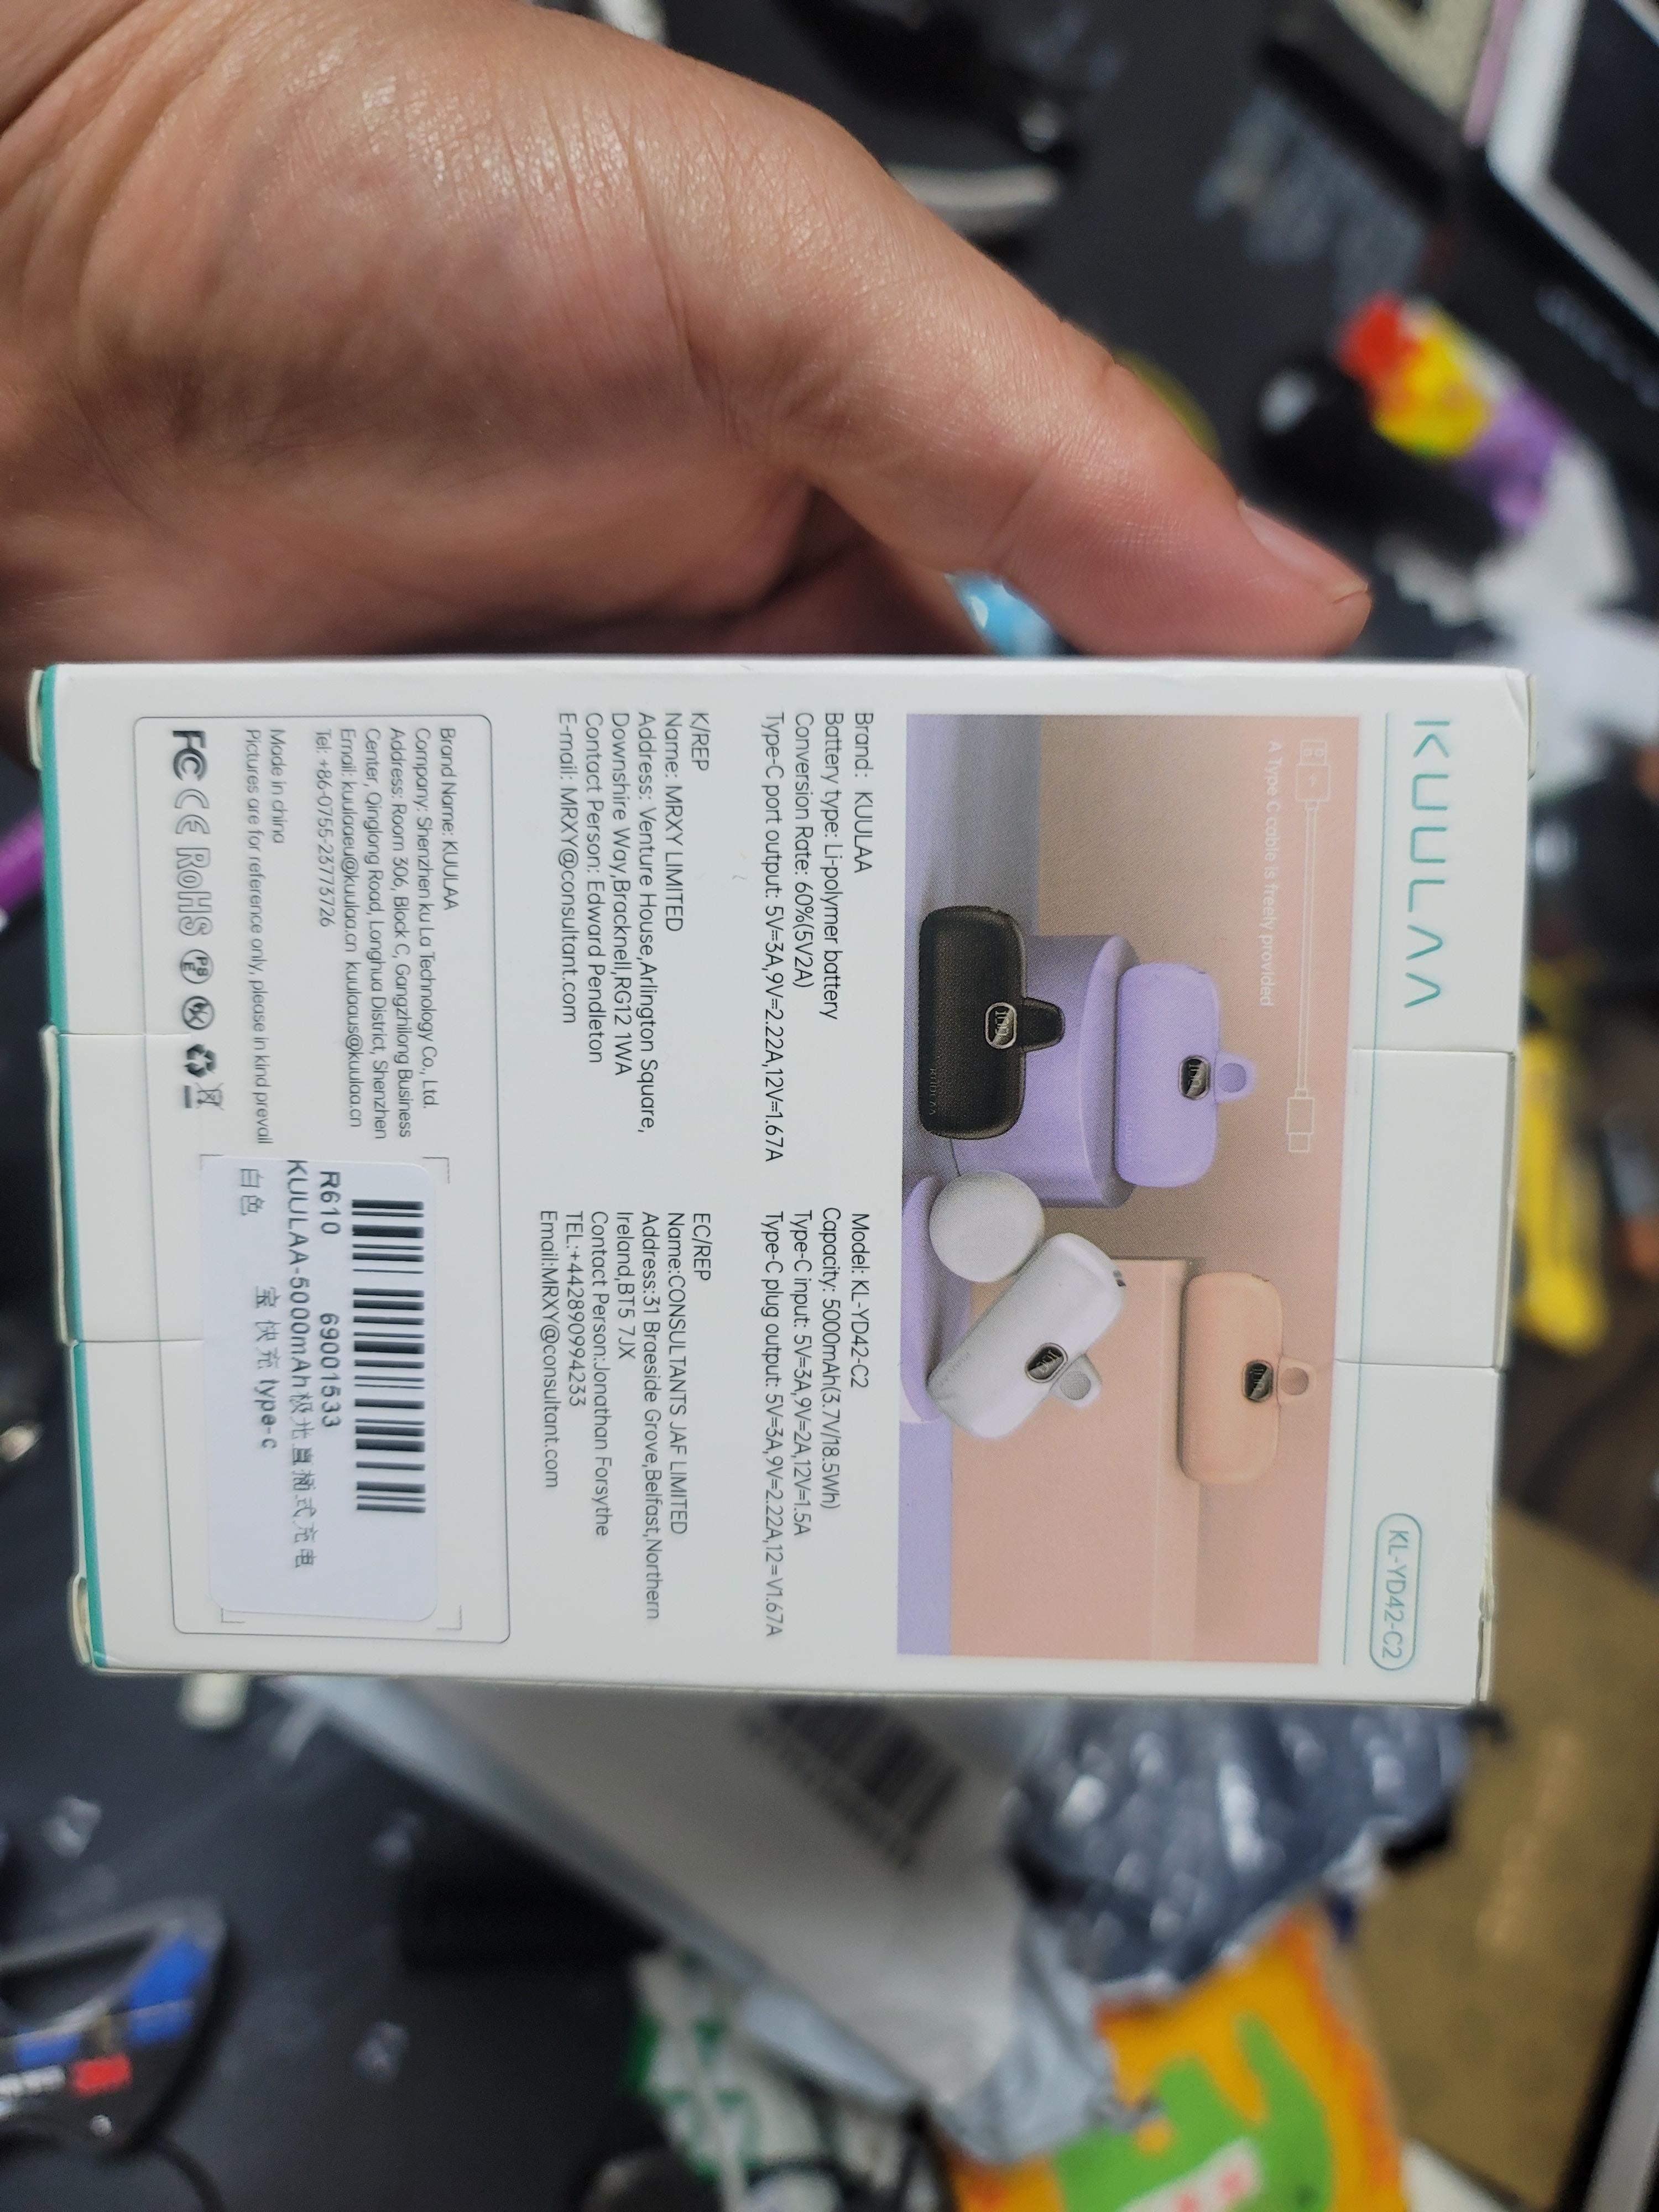 KUULAA
KL-YD42-C2
A Type C cable is freely provided
Brand: KUULAA
Battery type: Li-polymer battery
Conversion Rate: 60%(5V2A)
Type-C port output: 5V=3A,9V=2.22A,12V=1.67A
Model: KL-YD42-C2
Capacity: 5000mAh(3.7V/18.5Wh)
Type-C input: 5V=3A,9V=2A,12V=1.5A
Type-C plug output: 5V=3A,9V=2.22A,12=V1.67A
K/REP
Name: MRXY LIMITED
Address: Venture House,Arlington Square,
Downshire Way,Bracknell,RG12 1WA
Contact Person: Edward Pendleton
E-mail: MRXY@consultant.com
EC/REP
Name:CONSULTANTS JAF LIMITED
Address:31 Braeside Grove,Belfast,Northern
Ireland,BT5 7JX
Contact Person:Jonathan Forsythe
TEL:+442890994233
Email:MRXY@consultant.com
Brand Name: KUULAA
Company: Shenzhen ku La Technology Co., Ltd.
Address: Room 306, Block C, Gangzhilong Business
Center, Qinglong Road, Longhua District, Shenzhen
Email: kuulaaeu@kuulaa.cn kuulaaus@kuulaa.cn
Tel: +86-0755-23773726
Made in china
Pictures are for reference only, please in kind prevail
FC CE RoHS
R610 69001533
KUULAA-5000mAh极光直插式充电
宝 快充 type-c
白色